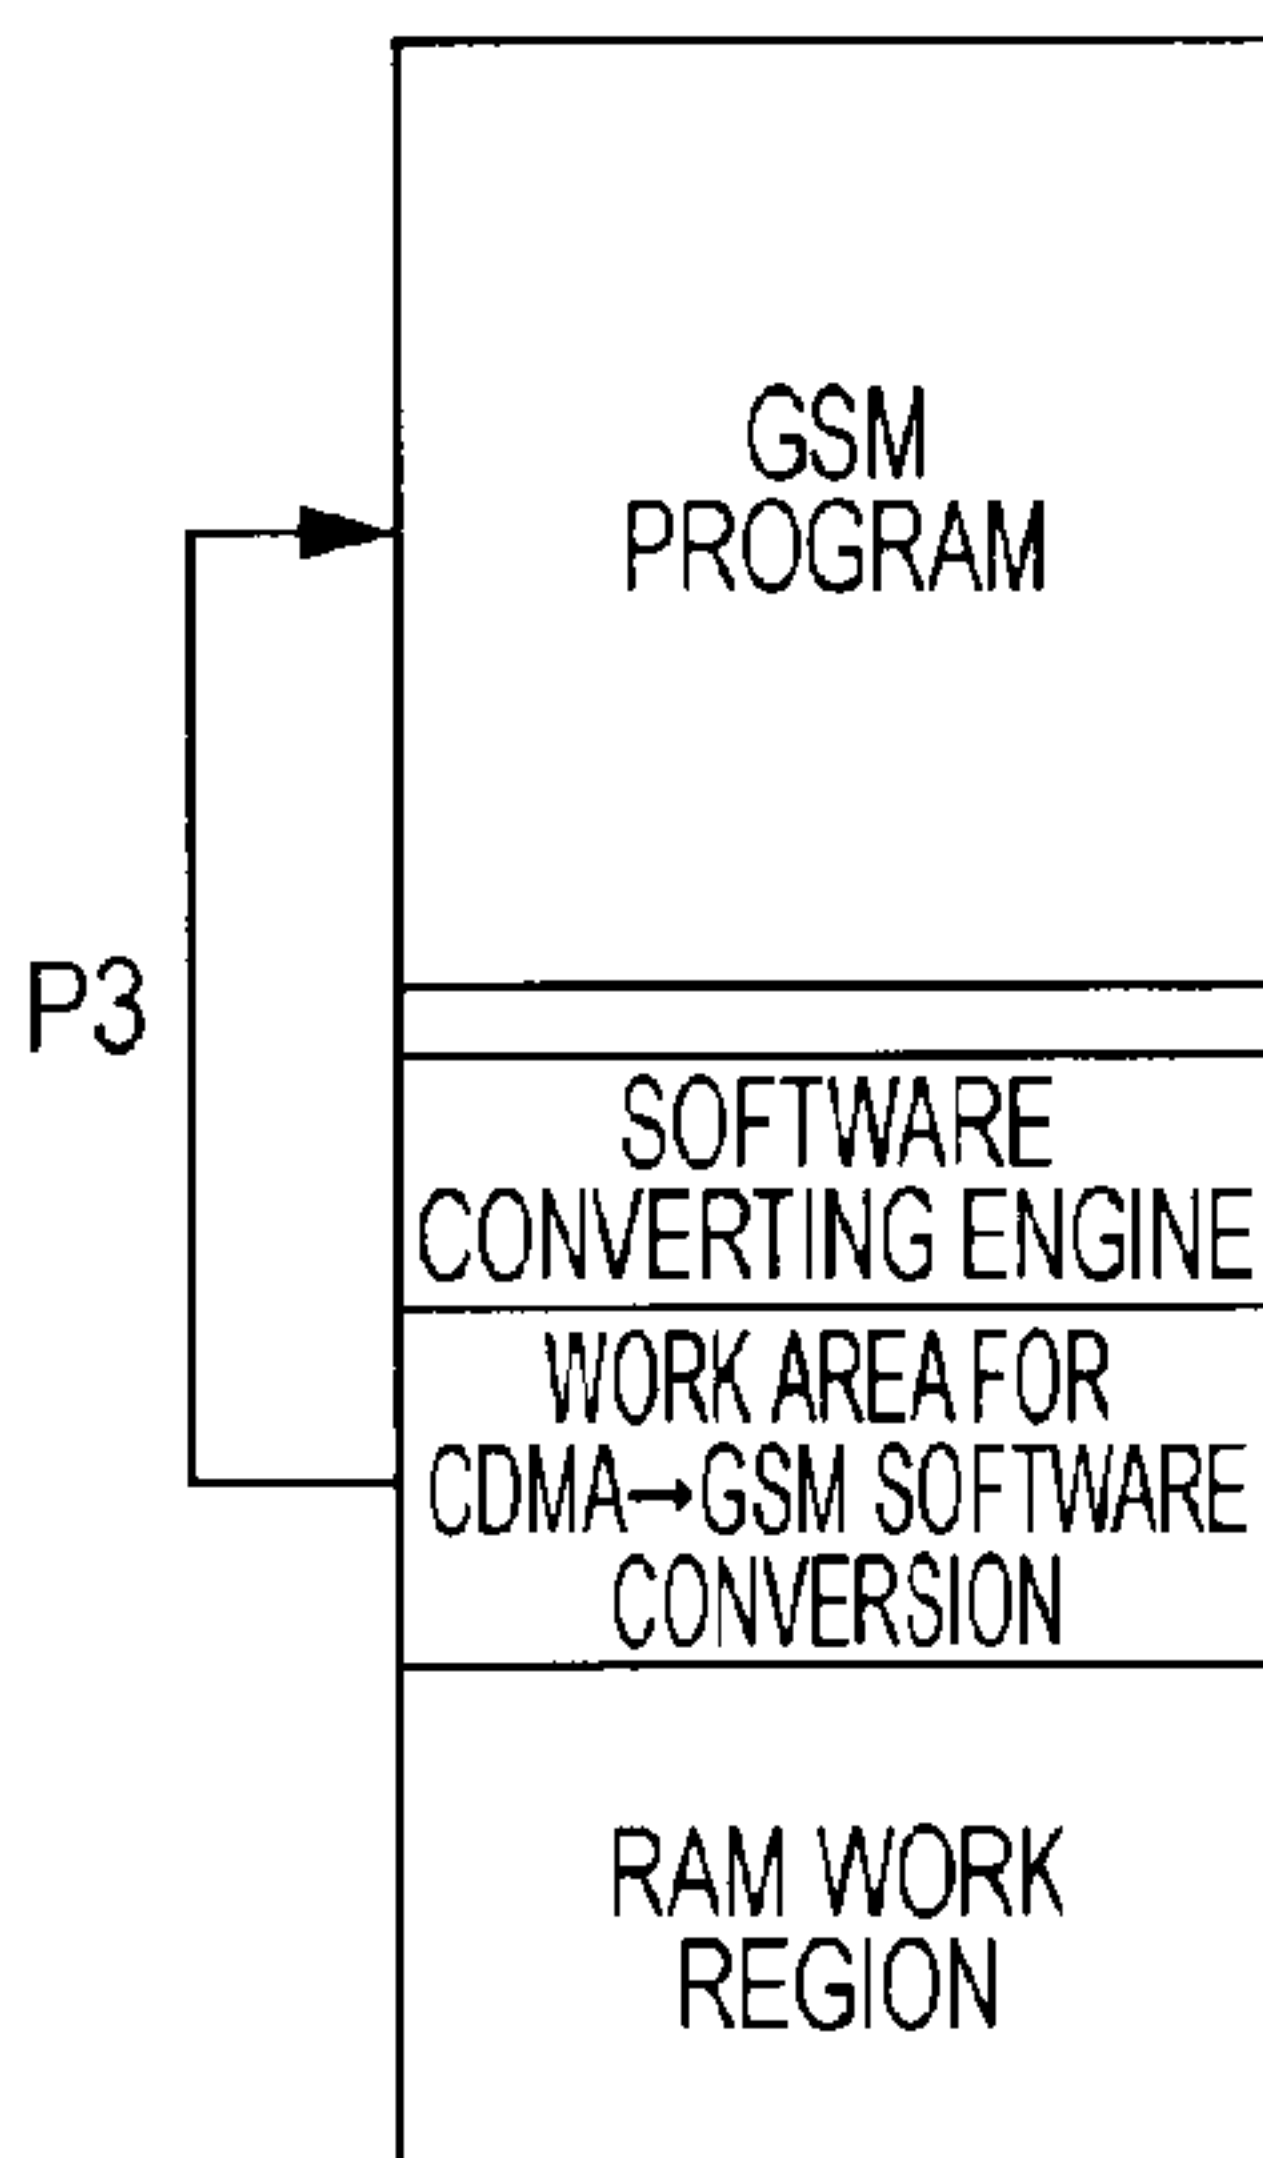 GSM
PROGRAM
P3
SOFTWARE
CONVERTING ENGINE
WORK AREA FOR
CDMA→GSM SOFTWARE
CONVERSION
RAM WORK
REGION